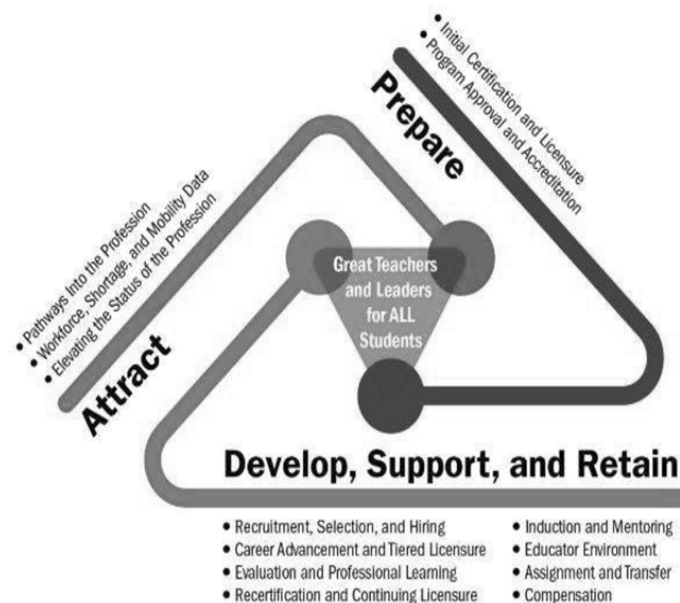 • Initial Certification and Licensure
• Program Approval and Accreditation
Prepare
• Pathways Into the Profession
• Workforce, Shortage, and Mobility Data
• Elevating the Status of the Profession
Attract
Great Teachers
and Leaders
for ALL
Students
Develop, Support, and Retain
• Recruitment, Selection, and Hiring
• Career Advancement and Tiered Licensure
• Evaluation and Professional Learning
• Recertification and Continuing Licensure
• Induction and Mentoring
• Educator Environment
• Assignment and Transfer
• Compensation